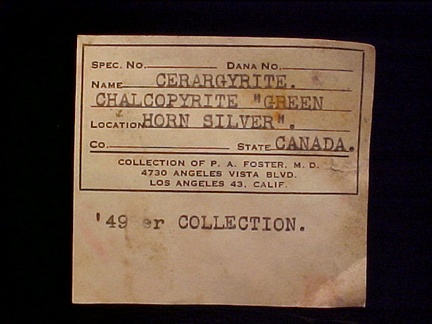 SPEC. NO. DANA NO.
NAME CERARGYRITE.
CHALCOPYRITE "GREEN
LOCATION HORN SILVER".
CO. STATE CANADA.
COLLECTION OF P. A. FOSTER, M. D.
4730 ANGELES VISTA BLVD.
LOS ANGELES 43, CALIF.
'49 er COLLECTION.